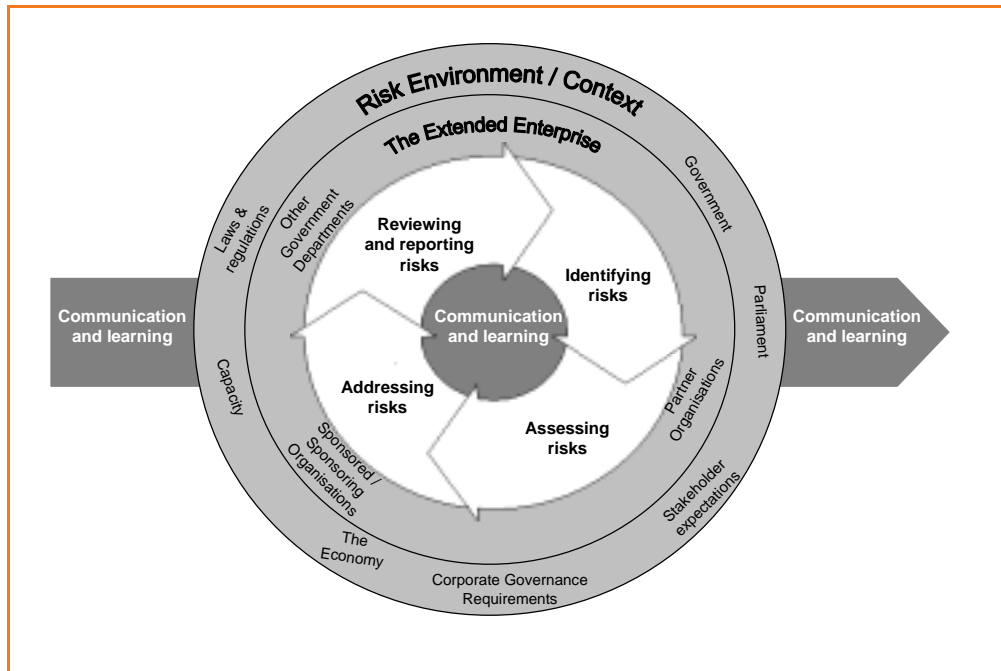 Risk Environment / Context
The Extended Enterprise
Government
Laws &
regulations
Other
Government
Departments
Reviewing
and reporting
risks
Identifying
risks
Communication
and learning
Communication
and learning
Communication
and learning
Parliament
Capacity
Addressing
risks
Assessing
risks
Partner
Organisations
Sponsored /
Sponsoring
Organisations
Stakeholder
expectations
The
Economy
Corporate Governance
Requirements